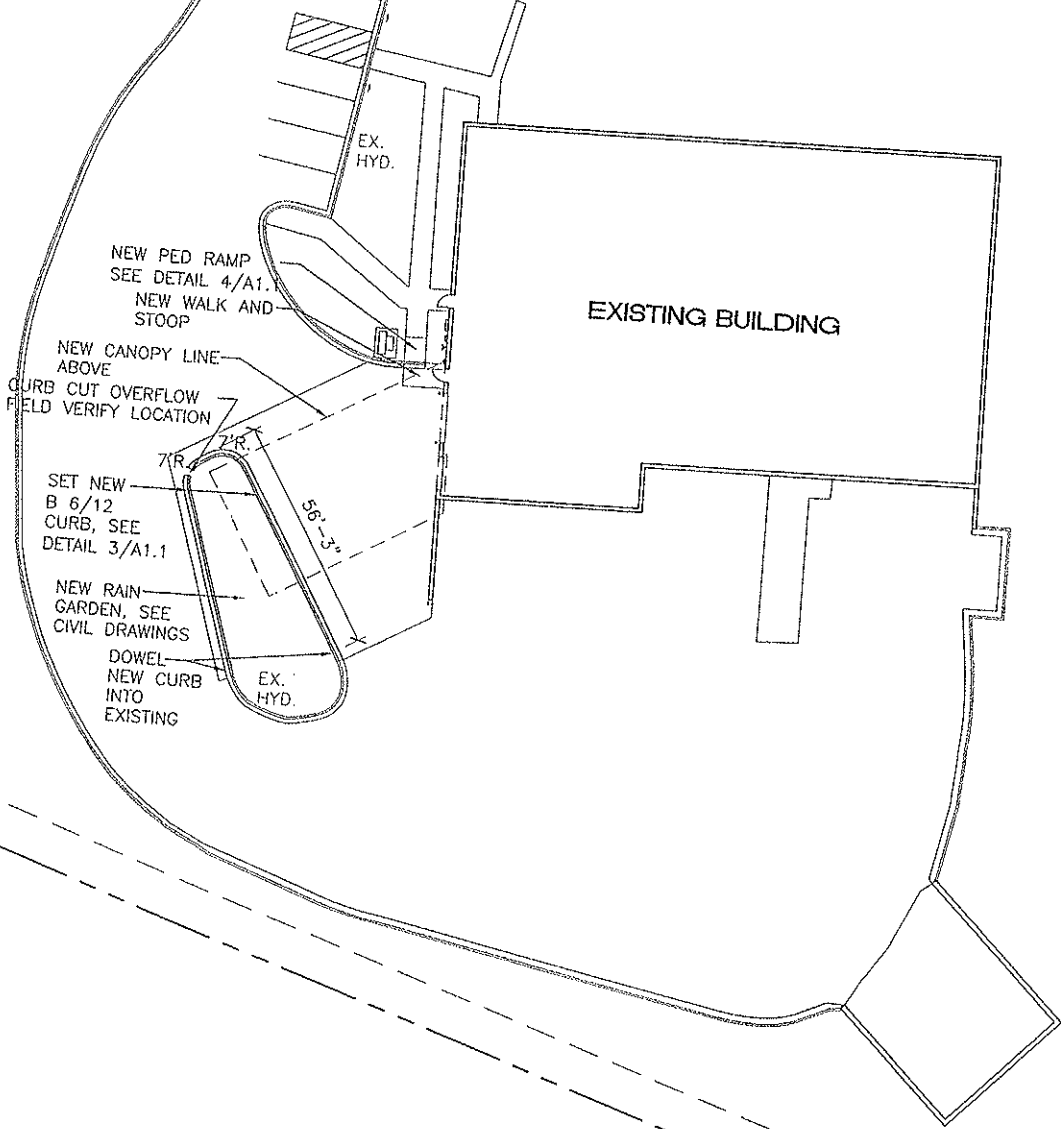 EX.
HYD.
NEW PED RAMP
SEE DETAIL 4/A1.1
NEW WALK AND
STOOP
EXISTING BUILDING
NEW CANOPY LINE
ABOVE
CURB CUT OVERFLOW
FIELD VERIFY LOCATION
7'R.
7'R.
SET NEW
B 6/12
CURB, SEE
DETAIL 3/A1.1
56'-3"
NEW RAIN
GARDEN, SEE
CIVIL DRAWINGS
DOWEL
NEW CURB
INTO
EXISTING
EX.
HYD.